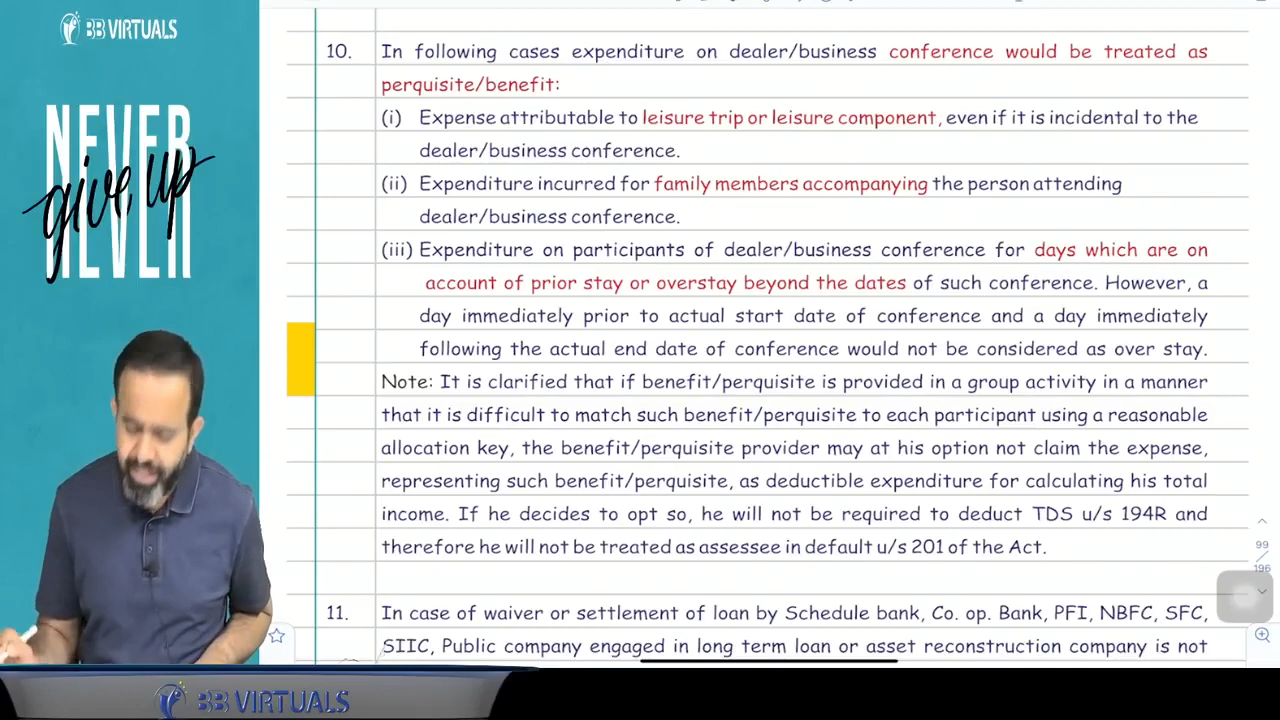 BB VIRTUALS
NEVER
give up
NEVER
10. In following cases expenditure on dealer/business conference would be treated as
perquisite/benefit:
(i) Expense attributable to leisure trip or leisure component, even if it is incidental to the
dealer/business conference.
(ii) Expenditure incurred for family members accompanying the person attending
dealer/business conference.
(iii) Expenditure on participants of dealer/business conference for days which are on
account of prior stay or overstay beyond the dates of such conference. However, a
day immediately prior to actual start date of conference and a day immediately
following the actual end date of conference would not be considered as over stay.
Note: It is clarified that if benefit/perquisite is provided in a group activity in a manner
that it is difficult to match such benefit/perquisite to each participant using a reasonable
allocation key, the benefit/perquisite provider may at his option not claim the expense,
representing such benefit/perquisite, as deductible expenditure for calculating his total
income. If he decides to opt so, he will not be required to deduct TDS u/s 194R and
therefore he will not be treated as assessee in default u/s 201 of the Act.
99
/
196
11. In case of waiver or settlement of loan by Schedule bank, Co. op. Bank, PFI, NBFC, SFC,
SIIC, Public company engaged in long term loan or asset reconstruction company is not
BB VIRTUALS